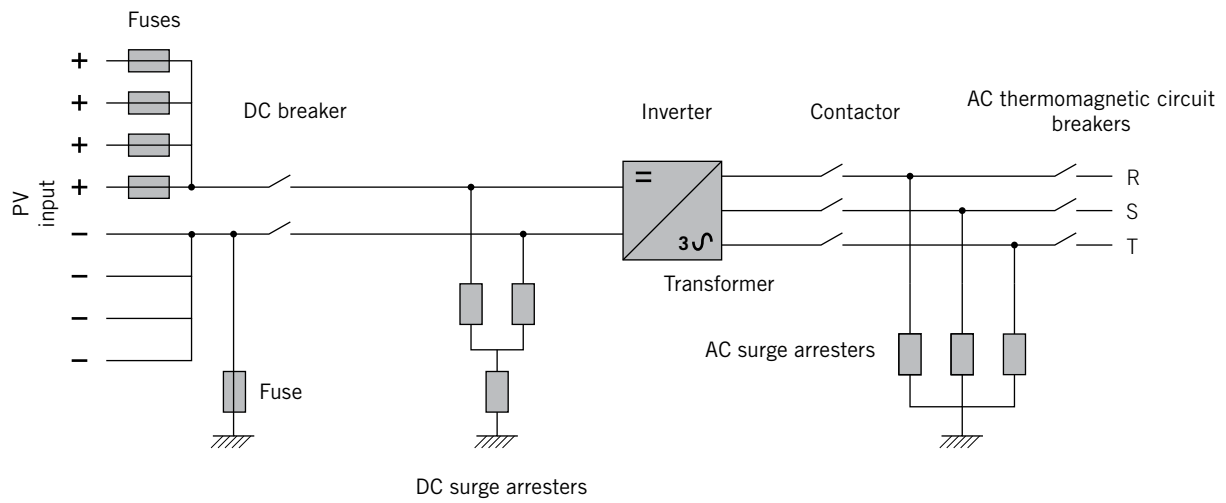 Fuses
+
+
+
+
PV
input
−
−
−
−
DC breaker
Inverter
Contactor
AC thermomagnetic circuit
breakers
=
3
R
S
T
Transformer
AC surge arresters
Fuse
DC surge arresters